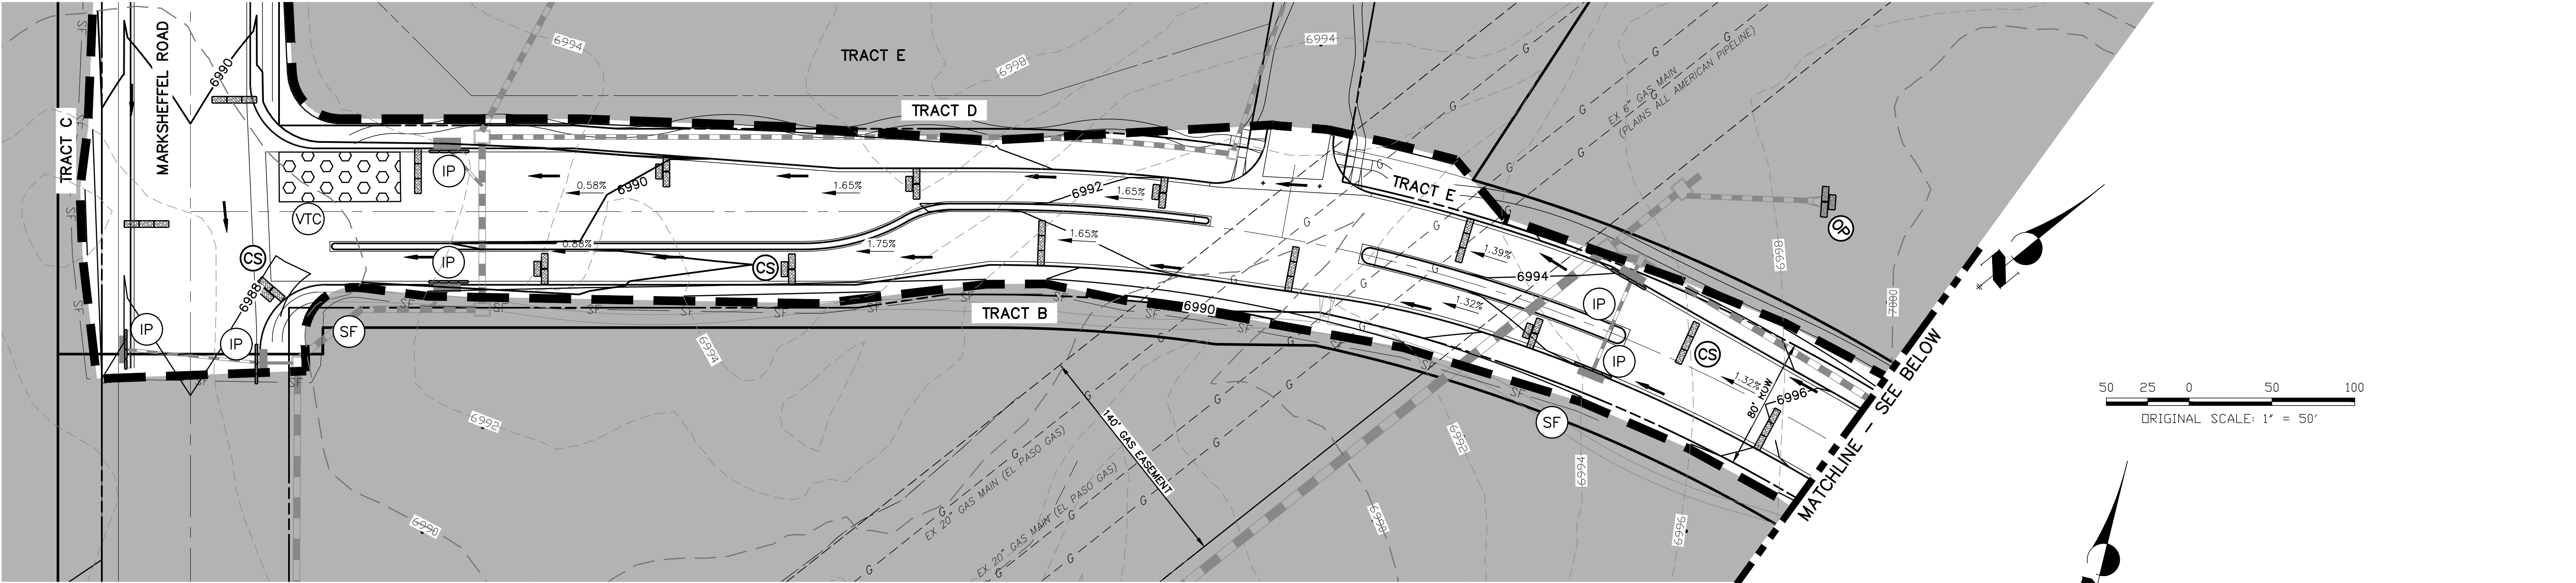 TRACT C
MARKSHEFFEL ROAD
6990
6994
TRACT E
6998
6994
TRACT D
EX 6" GAS MAIN
(PLAINS ALL AMERICAN PIPELINE)
IP
VTC
0.58%
6990
1.65%
6992
1.65%
TRACT E
OP
6998
7000
CS
IP
0.88%
CS
1.75%
1.65%
1.39%
6994
IP
1.32%
6988
IP
IP
SF
TRACT B
6990
6994
IP
CS
1.32%
80' ROW
6996
MATCHLINE - SEE BELOW
50 25 0 50 100
ORIGINAL SCALE: 1" = 50'
6992
6990
140' GAS EASEMENT
EX 20" GAS MAIN (EL PASO GAS)
EX 20" GAS MAIN (EL PASO GAS)
SF
6992
6994
6990
6996
N